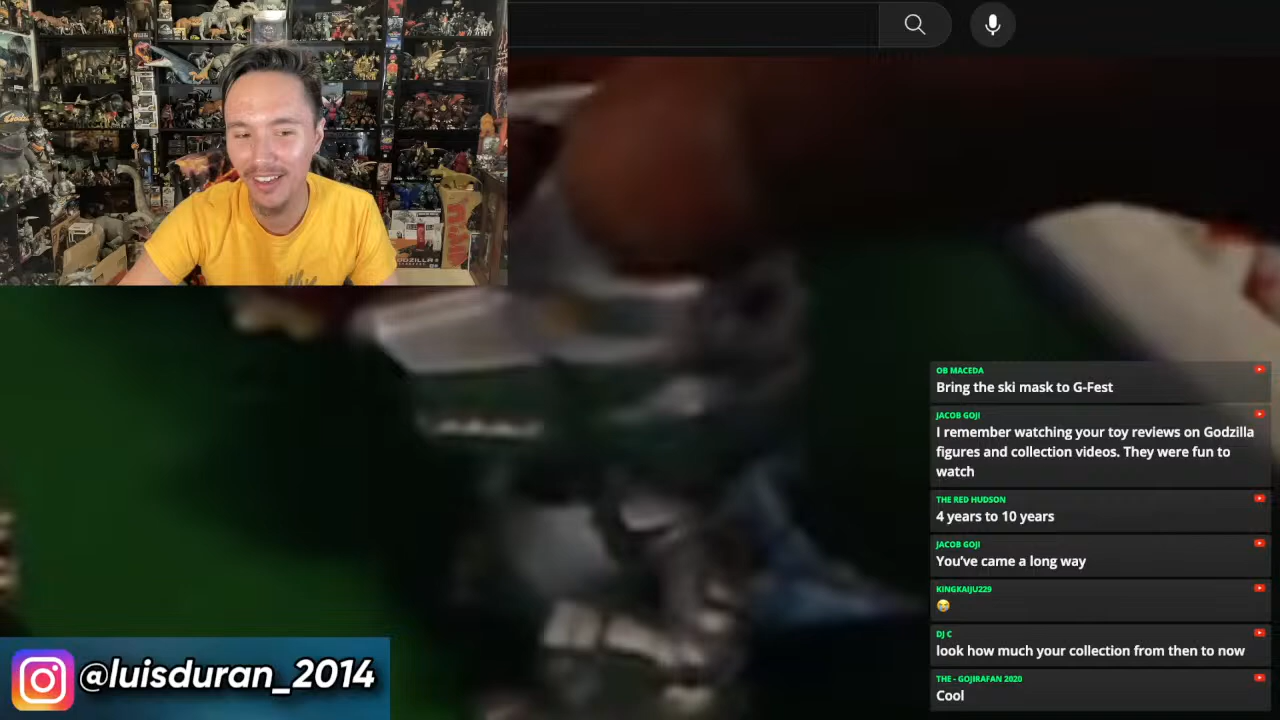 OB MACEDA
Bring the ski mask to G-Fest
JACOB GOJI
I remember watching your toy reviews on Godzilla
figures and collection videos. They were fun to
watch
THE RED HUDSON
4 years to 10 years
JACOB GOJI
You've came a long way
KINGKAIJU229
😭
DJ C
look how much your collection from then to now
THE - GOJIRAFAN 2020
Cool
@luisduran_2014